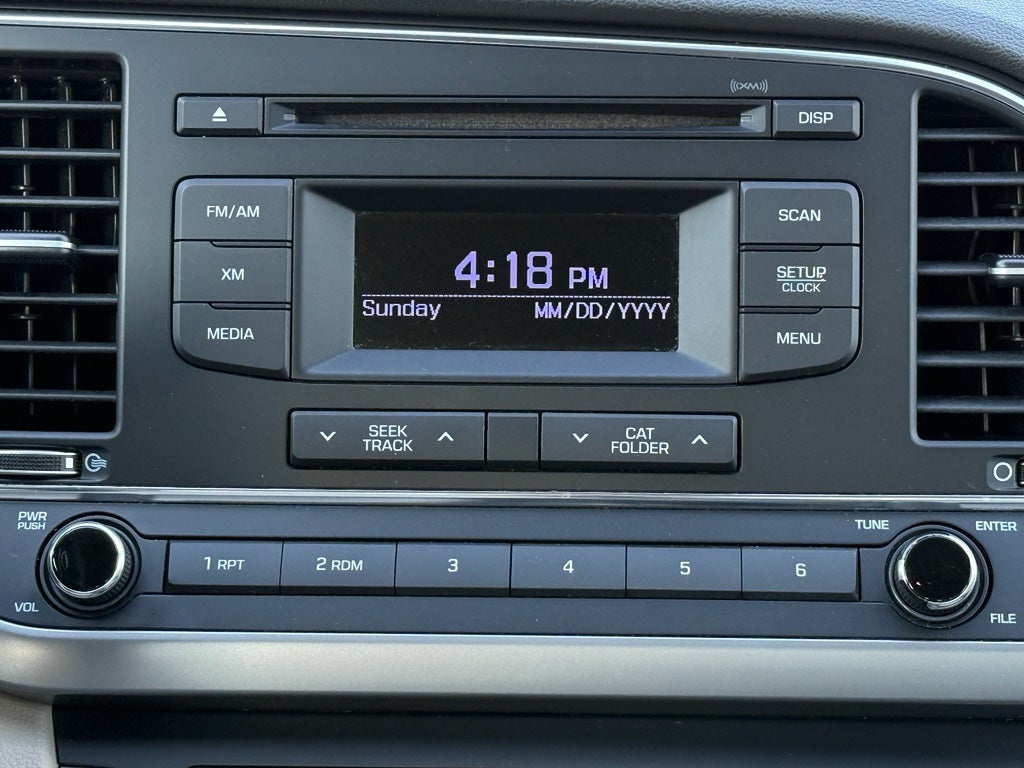 ((XM))
DISP
FM/AM
SCAN
4:18 PM
XM
SETUP
CLOCK
Sunday MM/DD/YYYY
MEDIA
MENU
SEEK
TRACK
CAT
FOLDER
PWR
PUSH
TUNE
ENTER
1 RPT
2 RDM
3
4
5
6
VOL
FILE